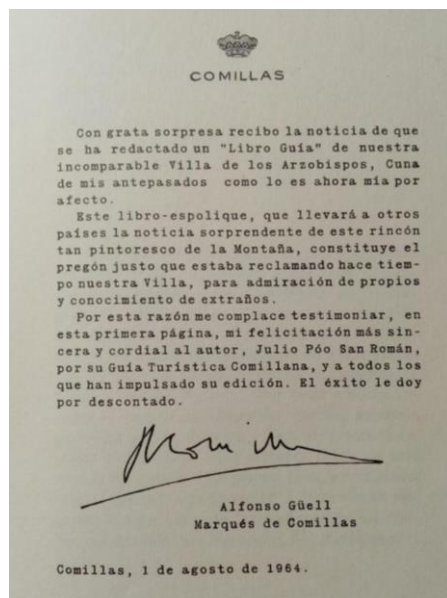 COMILLAS
Con grata sorpresa recibo la noticia de que
se ha redactado un "Libro Guía" de nuestra
incomparable Villa de los Arzobispos, Cuna
de mis antepasados como lo es ahora mía por
afecto.
Este libro-espolique, que llevará a otros
países la noticia sorprendente de este rincón
tan pintoresco de la Montaña, constituye el
pregón justo que estaba reclamando hace tiem-
po nuestra Villa, para admiración de propios
y conocimiento de extraños.
Por esta razón me complace testimoniar, en
esta primera página, mi felicitación más sin-
cera y cordial al autor, Julio Póo San Román,
por su Guía Turística Comillana, y a todos los
que han impulsado su edición. El éxito le doy
por descontado.
Alfonso Güell
Marqués de Comillas
Comillas, 1 de agosto de 1964.